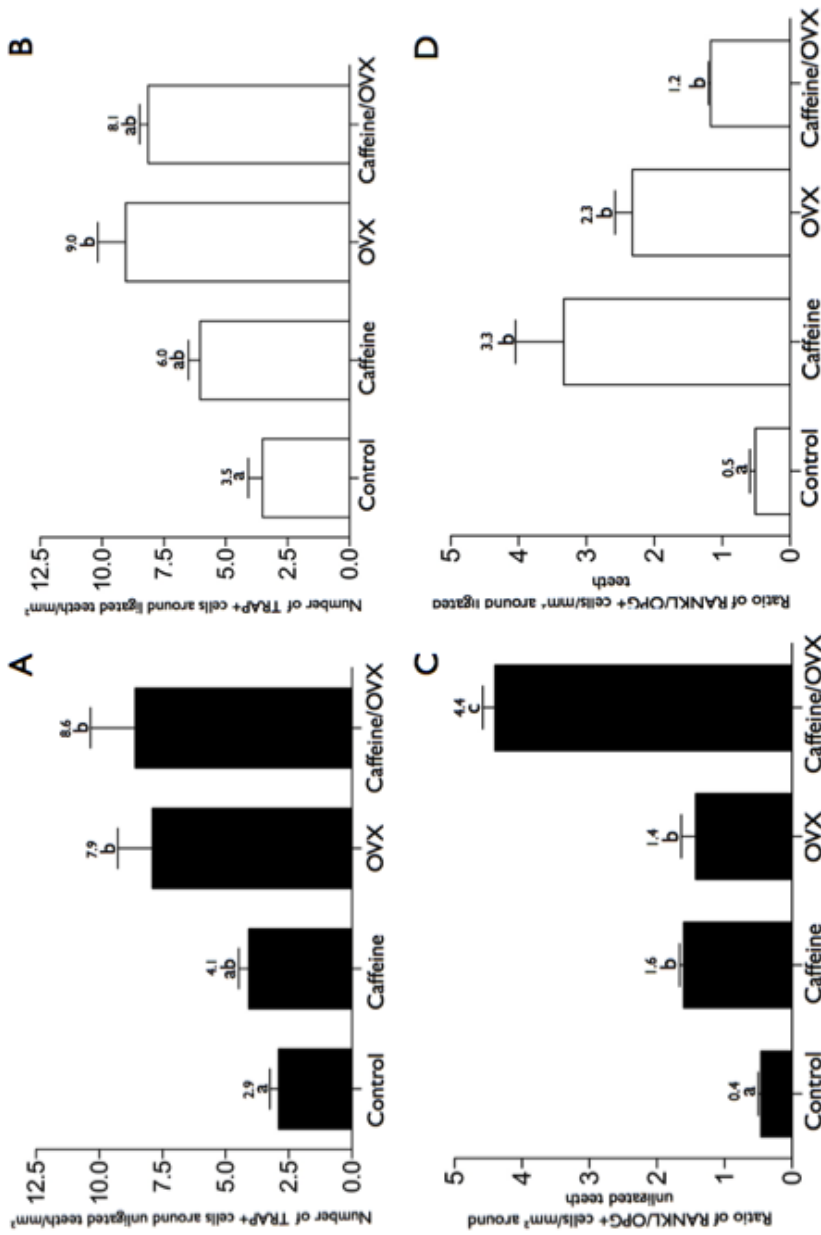 A
Number of TRAP+ cells around unligated teeth/mm²
12.5
10.0
7.5
5.0
2.5
0.0
2.9
a
4.1
ab
7.9
b
8.6
b
Control
Caffeine
OVX
Caffeine/OVX
B
Number of TRAP+ cells around ligated teeth/mm²
12.5
10.0
7.5
5.0
2.5
0.0
3.5
a
6.0
ab
9.0
b
8.1
ab
Control
Caffeine
OVX
Caffeine/OVX
C
Ratio of RANKL/OPG+ cells/mm² around
unligated teeth
5
4
3
2
1
0
0.4
a
1.6
b
1.4
b
4.4
c
Control
Caffeine
OVX
Caffeine/OVX
D
Ratio of RANKL/OPG+ cells/mm² around ligated
teeth
5
4
3
2
1
0
0.5
a
3.3
b
2.3
b
1.2
b
Control
Caffeine
OVX
Caffeine/OVX